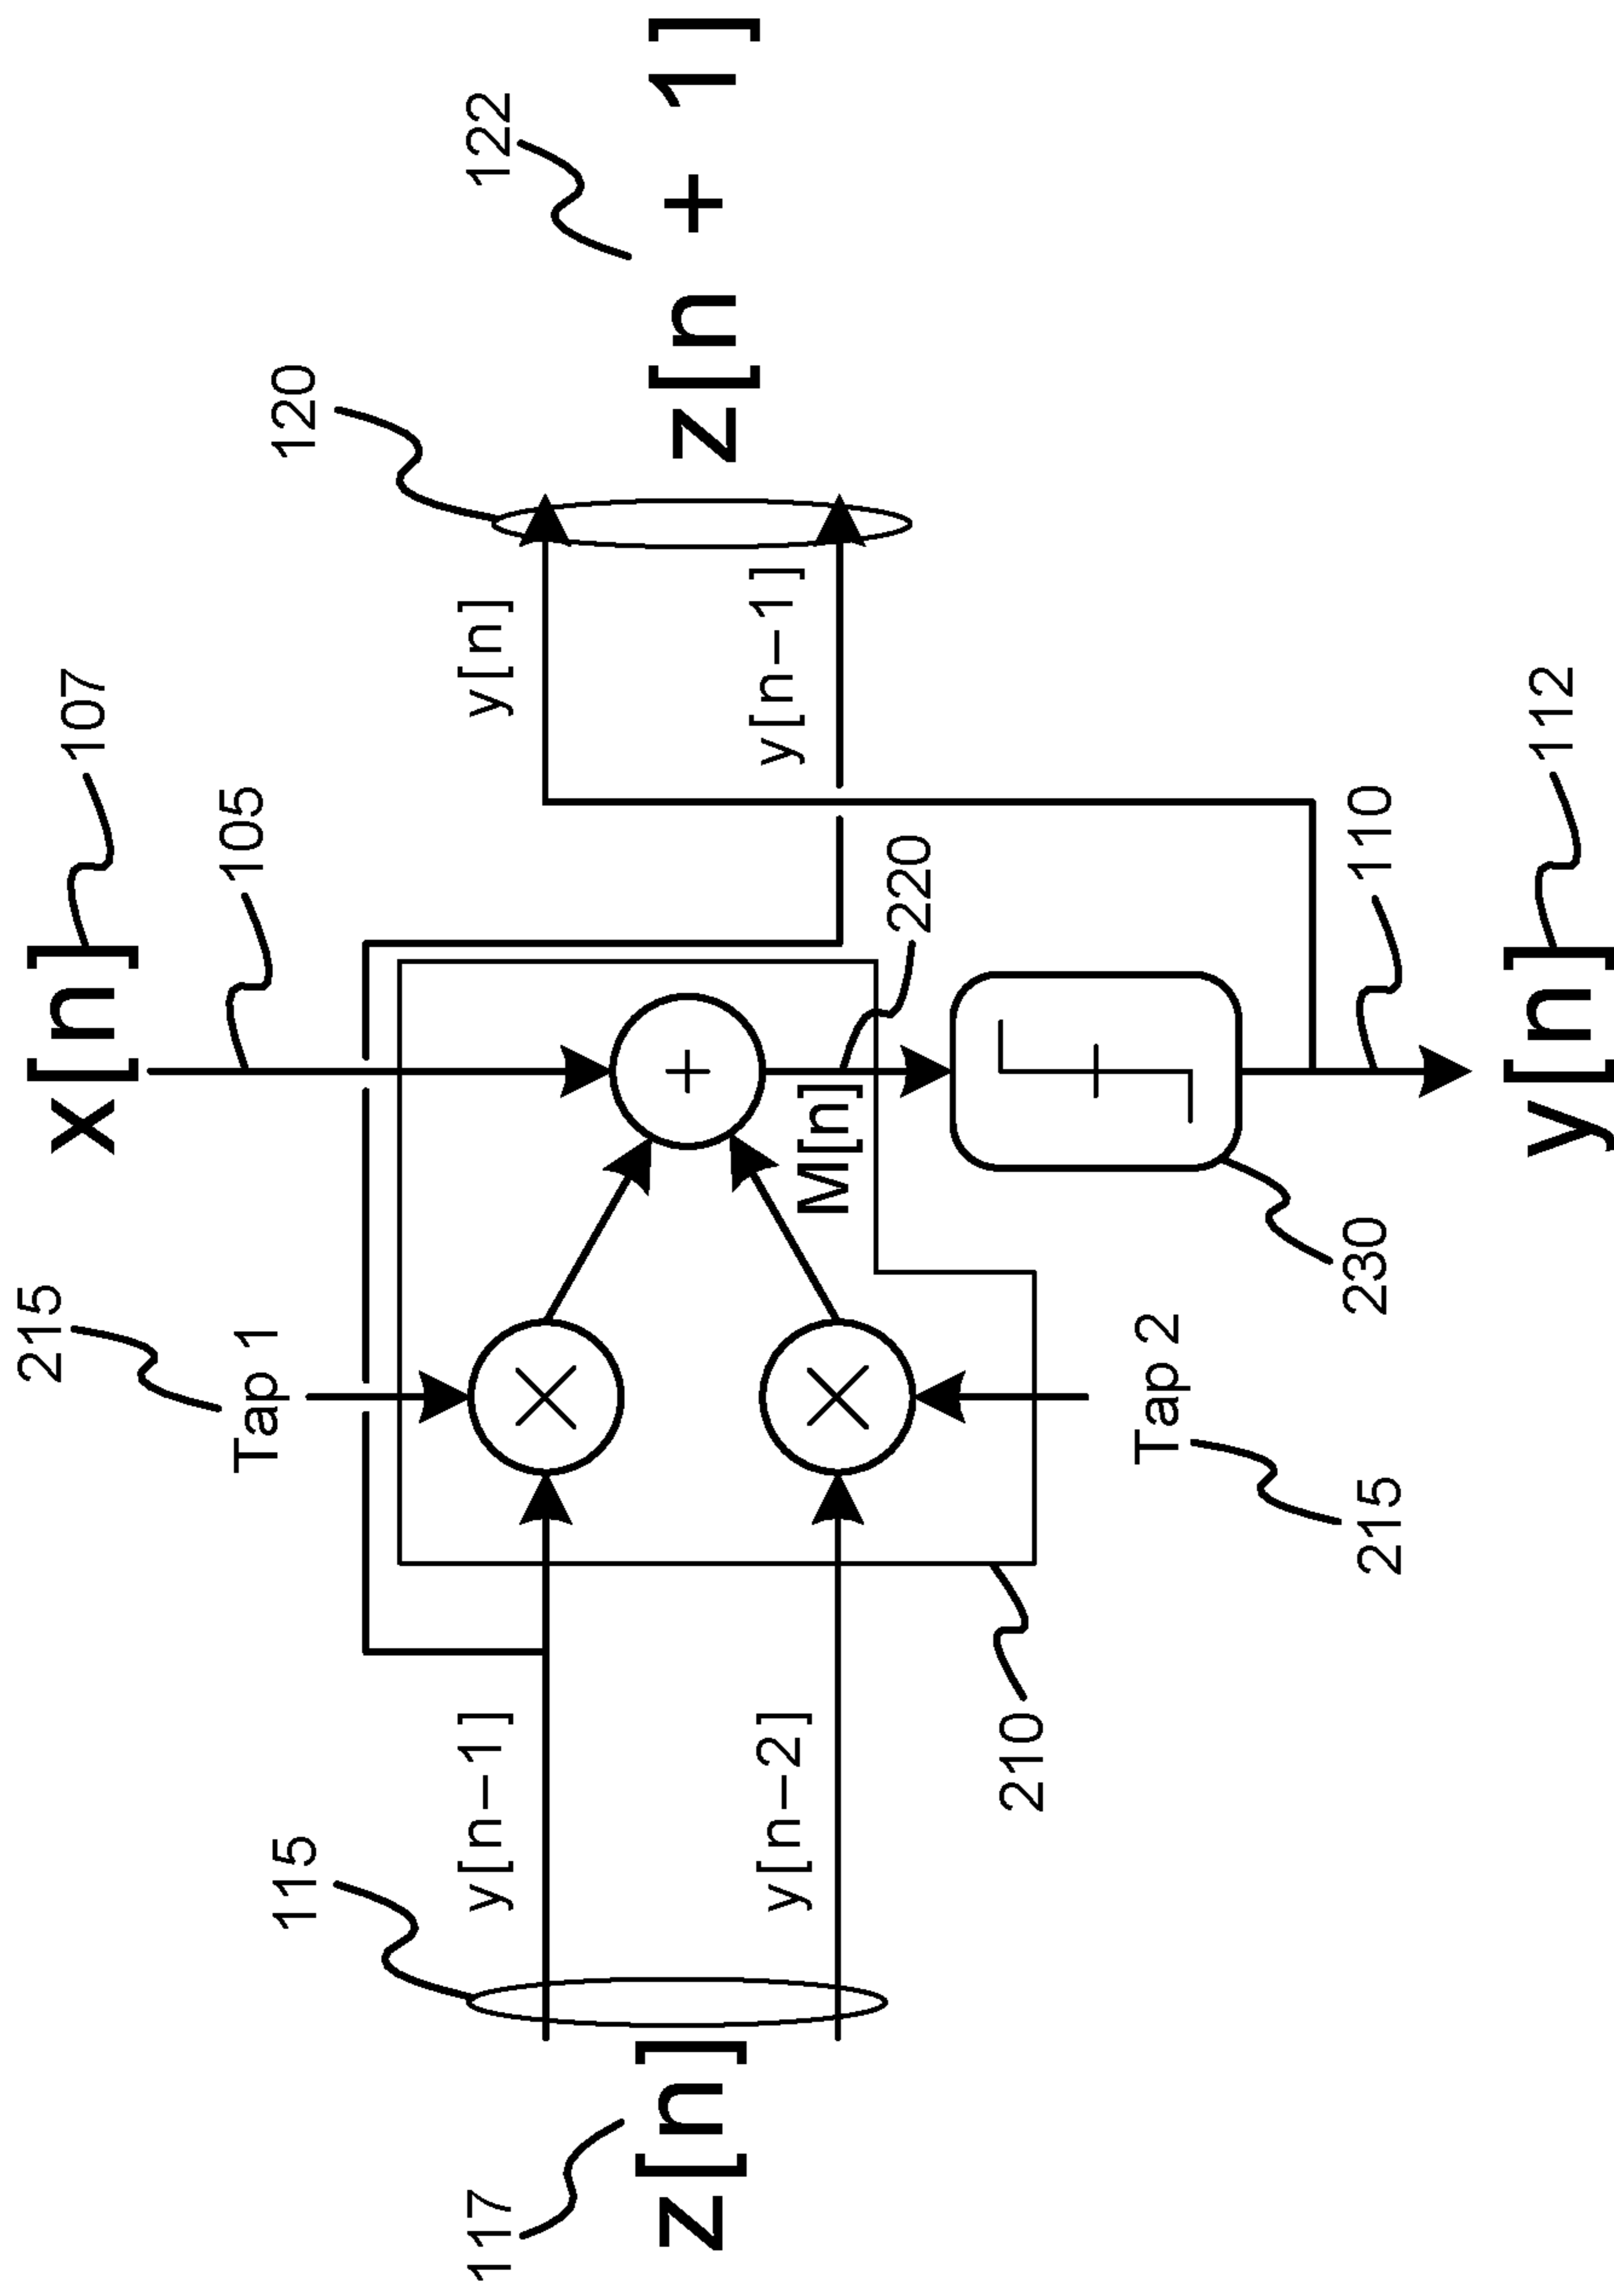 215
x[n]
107
Tap 1
105
115
120
117
y[n−1]
y[n]
122
z[n]
z[n + 1]
y[n−2]
y[n−1]
M[n]
220
210
Tap 2
215
230
110
y[n]
112